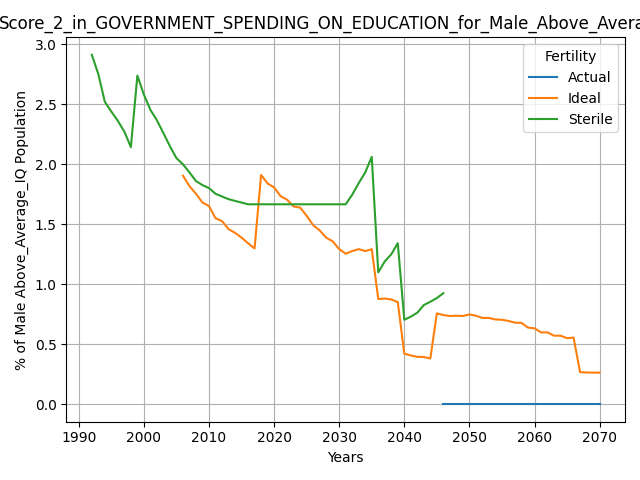 Score_2_in_GOVERNMENT_SPENDING_ON_EDUCATION_for_Male_Above_Avera
3.0
2.5
2.0
1.5
1.0
0.5
0.0
% of Male Above_Average_IQ Population
Fertility
Actual
Ideal
Sterile
1990 2000 2010 2020 2030 2040 2050 2060 2070
Years